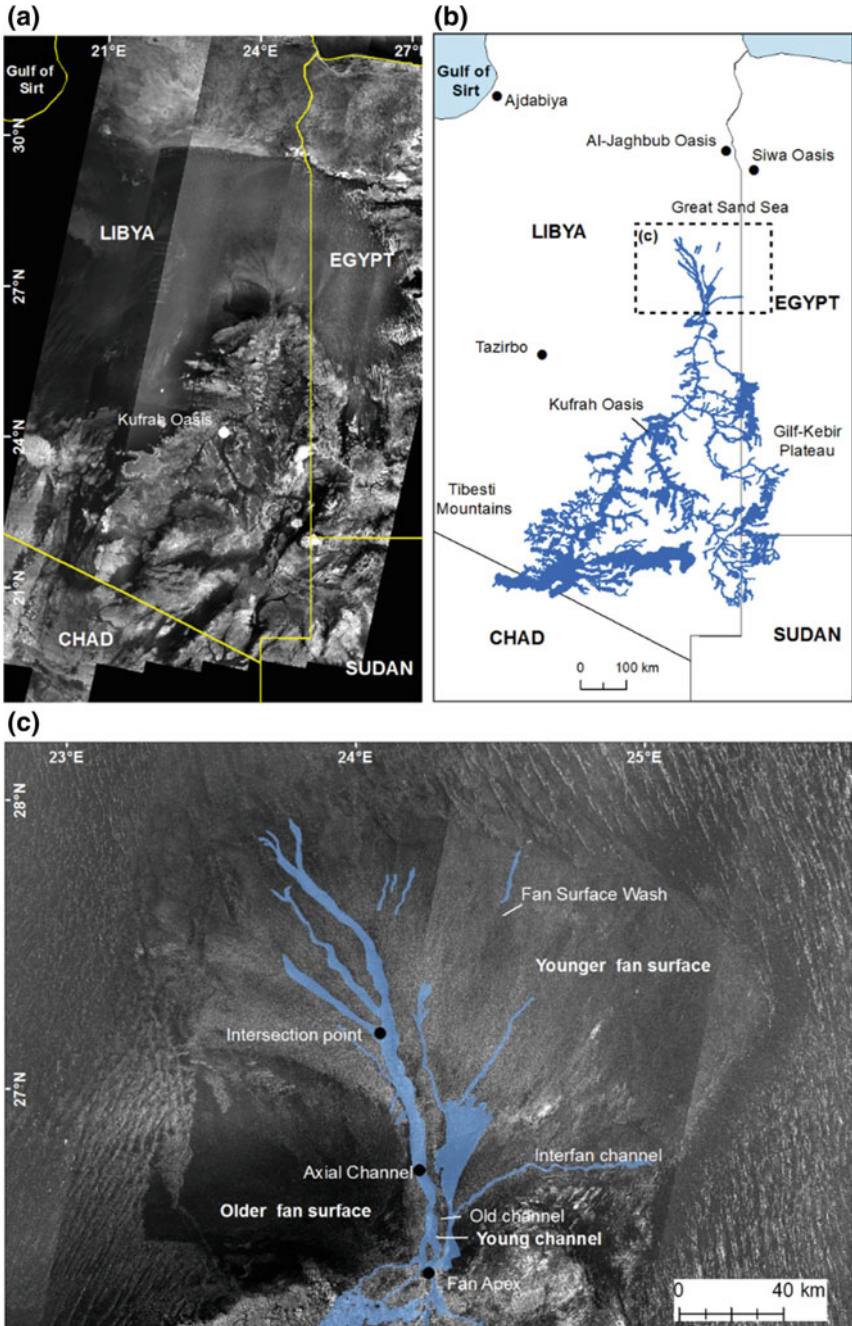 (a)
21°E
24°E
27°E
Gulf of
Sirt
30°N
LIBYA
EGYPT
27°N
Kufrah Oasis
24°N
21°N
CHAD
SUDAN
(b)
Gulf of
Sirt
Ajdabiya
Al-Jaghbub Oasis
Siwa Oasis
Great Sand Sea
LIBYA
(c)
EGYPT
Tazirbo
Kufrah Oasis
Gilf-Kebir
Plateau
Tibesti
Mountains
CHAD
SUDAN
0 100 km
(c)
23°E
24°E
25°E
28°N
Fan Surface Wash
Younger fan surface
Intersection point
27°N
Interfan channel
Axial Channel
Older fan surface
Old channel
Young channel
Fan Apex
0 40 km